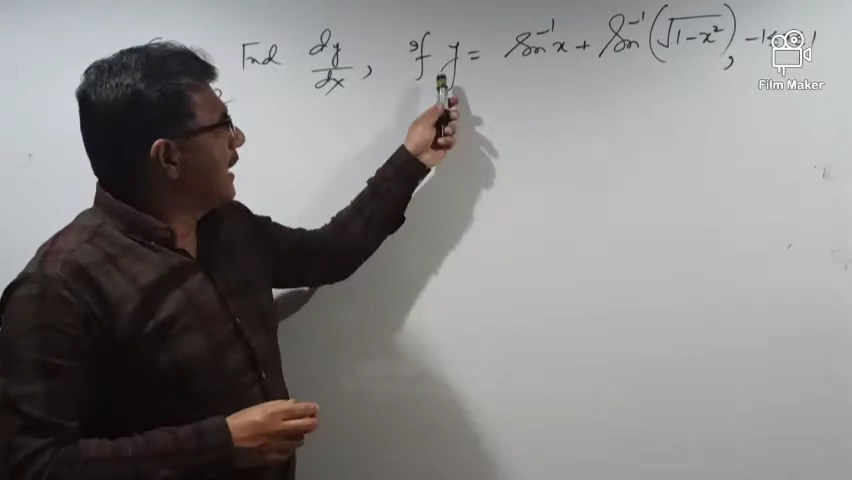 Find dy/dx, if y = Sin⁻¹x + Sin⁻¹(√1-x²), -1≤
Film Maker